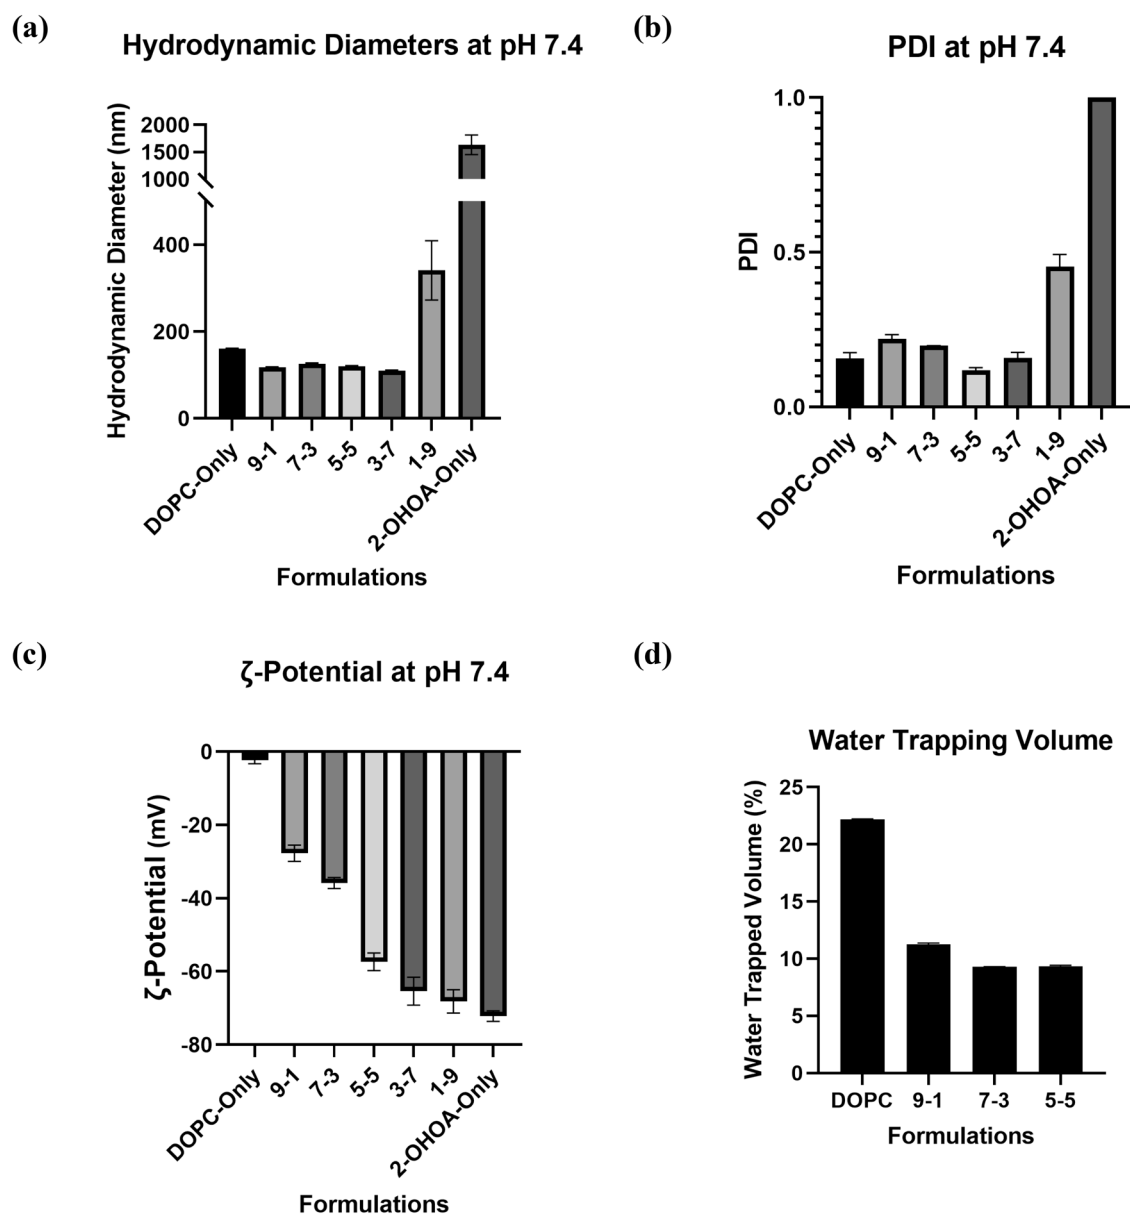 (a)
Hydrodynamic Diameters at pH 7.4
Hydrodynamic Diameter (nm)
2000
1500
1000
400
200
0
DOPC-Only
9-1
7-3
5-5
3-7
1-9
2-OHOA-Only
Formulations
(b)
PDI at pH 7.4
PDI
1.0
0.5
0.0
DOPC-Only
9-1
7-3
5-5
3-7
1-9
2-OHOA-Only
Formulations
(c)
ζ-Potential at pH 7.4
ζ-Potential (mV)
0
-20
-40
-60
-80
DOPC-Only
9-1
7-3
5-5
3-7
1-9
2-OHOA-Only
Formulations
(d)
Water Trapping Volume
Water Trapped Volume (%)
25
20
15
10
5
0
DOPC
9-1
7-3
5-5
Formulations